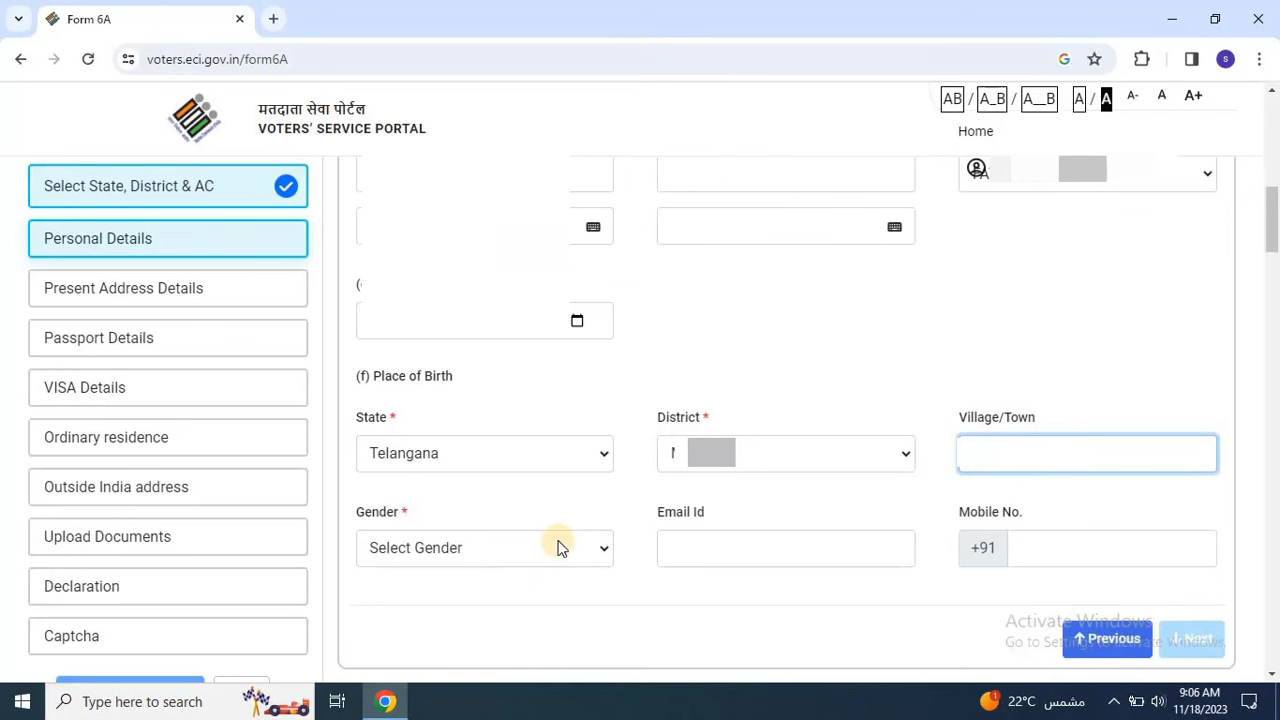 Form 6A
voters.eci.gov.in/form6A
s
मतदाता सेवा पोर्टल
VOTERS' SERVICE PORTAL
AB / A_B / A__B A / A A- A A+
Home
Select State, District & AC
Personal Details
Present Address Details
Passport Details
VISA Details
Ordinary residence
Outside India address
Upload Documents
Declaration
Captcha
(f) Place of Birth
State * District * Village/Town
Telangana
Gender * Email Id Mobile No.
Select Gender +91
Activate Windows
Previous Next
Go to Settings to activate Windows.
Type here to search
1
22°C مشمس
9:06 AM
11/18/2023